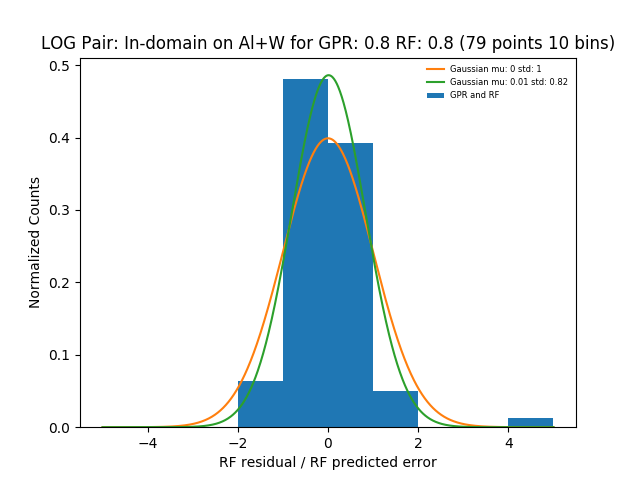 LOG Pair: In-domain on Al+W for GPR: 0.8 RF: 0.8 (79 points 10 bins)
Gaussian mu: 0 std: 1
Gaussian mu: 0.01 std: 0.82
GPR and RF
Normalized Counts
0.5
0.4
0.3
0.2
0.1
0.0
−4
−2
0
2
4
RF residual / RF predicted error